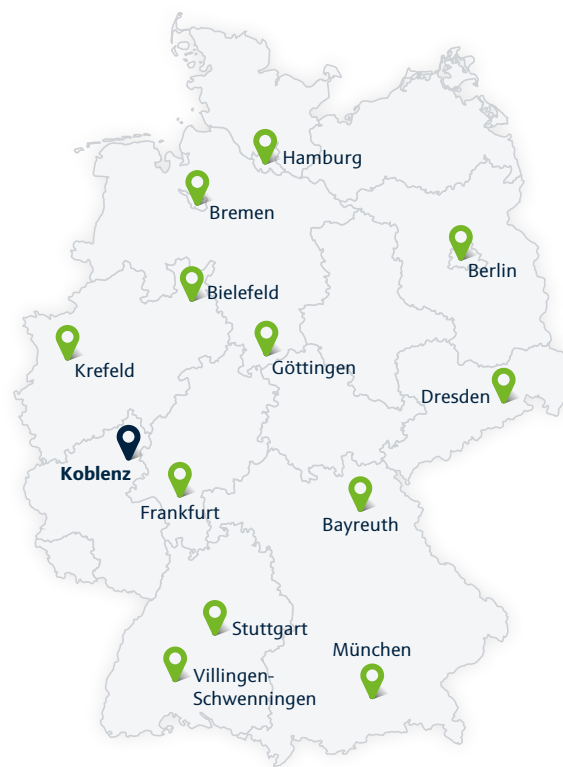 Hamburg
Bremen
Berlin
Bielefeld
Krefeld
Göttingen
Dresden
Koblenz
Frankfurt
Bayreuth
Stuttgart
München
Villingen-
Schwenningen